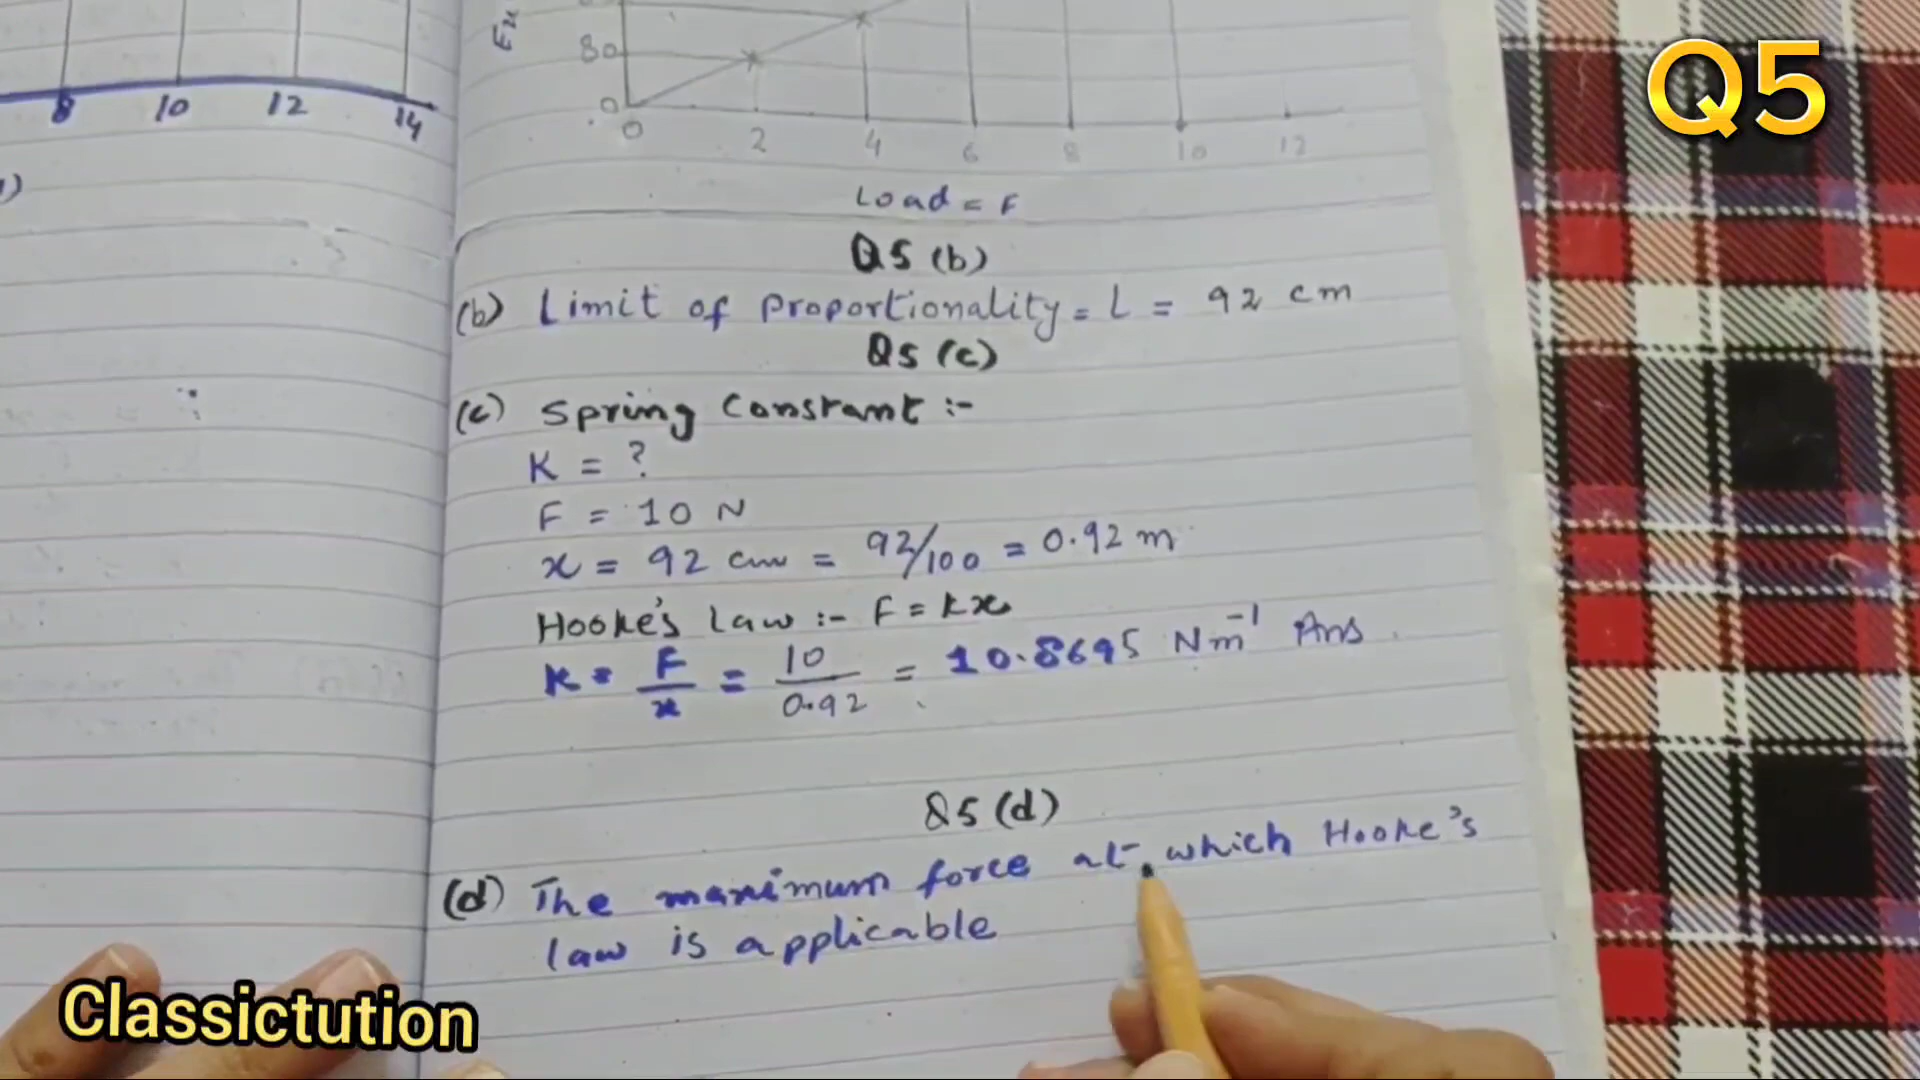 Q5
8 10 12 14
80
0
0 2 4 6 8 10 12
Load = F
Q5 (b)
(b) Limit of proportionality = L = 92 cm
Q5 (c)
(c) Spring constant :-
K = ?
F = 10 N
x = 92 cm = 92/100 = 0.92 m
Hooke's law :- F = kx
K = F/x = 10/0.92 = 10.8695 Nm⁻¹ Ans
Q5 (d)
(d) The maximum force at which Hooke's
law is applicable
Classictution